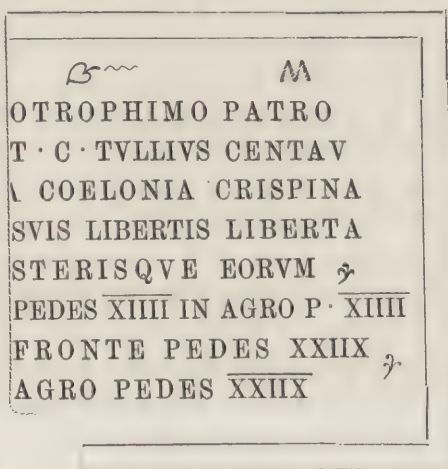 M
OTROPHIMO PATRO
T · C · TVLLIVS CENTAV
\ COELONIA CRISPINA
SVIS LIBERTIS LIBERTA
STERISQVE EORVM
PEDES XIIII IN AGRO P · XIIII
FRONTE PEDES XXIIX
AGRO PEDES XXIIX